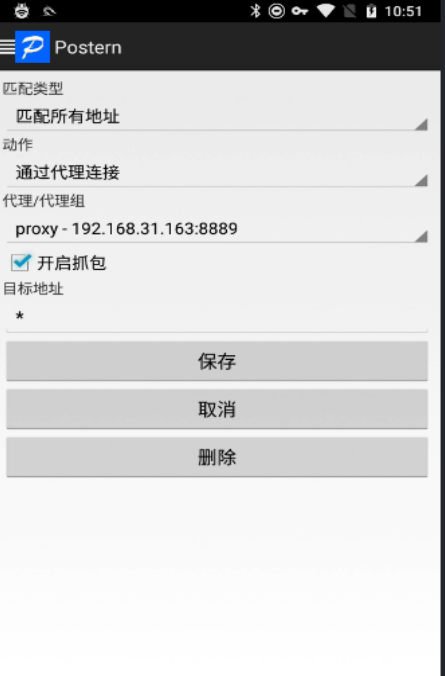 10:51
Postern
匹配类型
匹配所有地址
动作
通过代理连接
代理/代理组
proxy - 192.168.31.163:8889
开启抓包
目标地址
*
保存
取消
删除